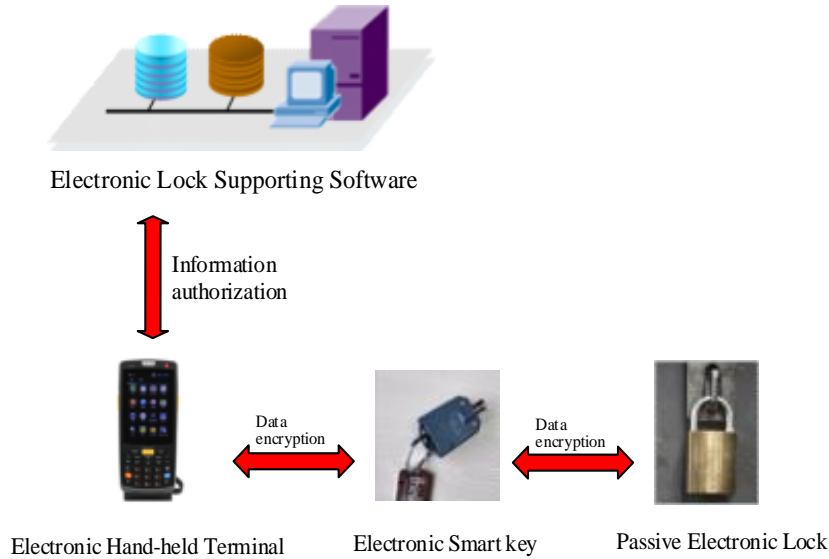 Electronic Lock Supporting Software
Information
authorization
Data
encryption
Data
encryption
Electronic Hand-held Terminal
Electronic Smart key
Passive Electronic Lock